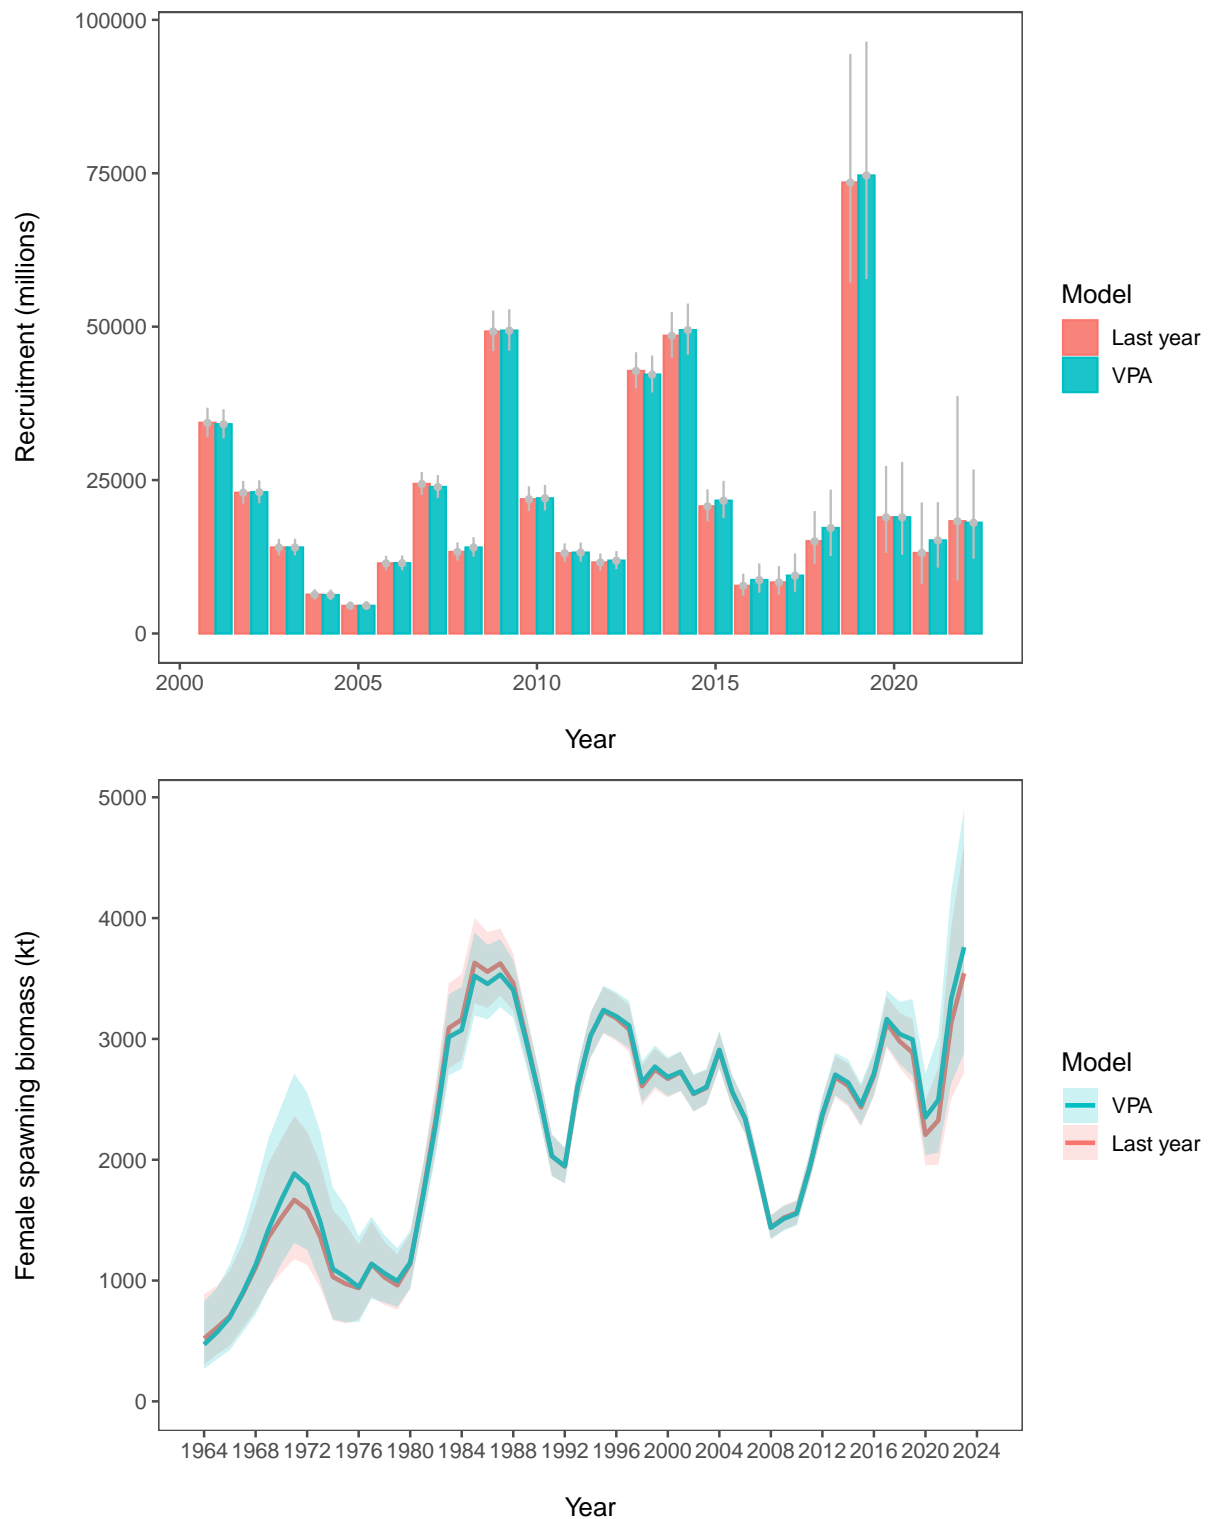 100000
75000
50000
25000
0
Recruitment (millions)
2000 2005 2010 2015 2020
Year
Model
Last year
VPA
5000
4000
3000
2000
1000
0
Female spawning biomass (kt)
1964 1968 1972 1976 1980 1984 1988 1992 1996 2000 2004 2008 2012 2016 2020 2024
Year
Model
VPA
Last year